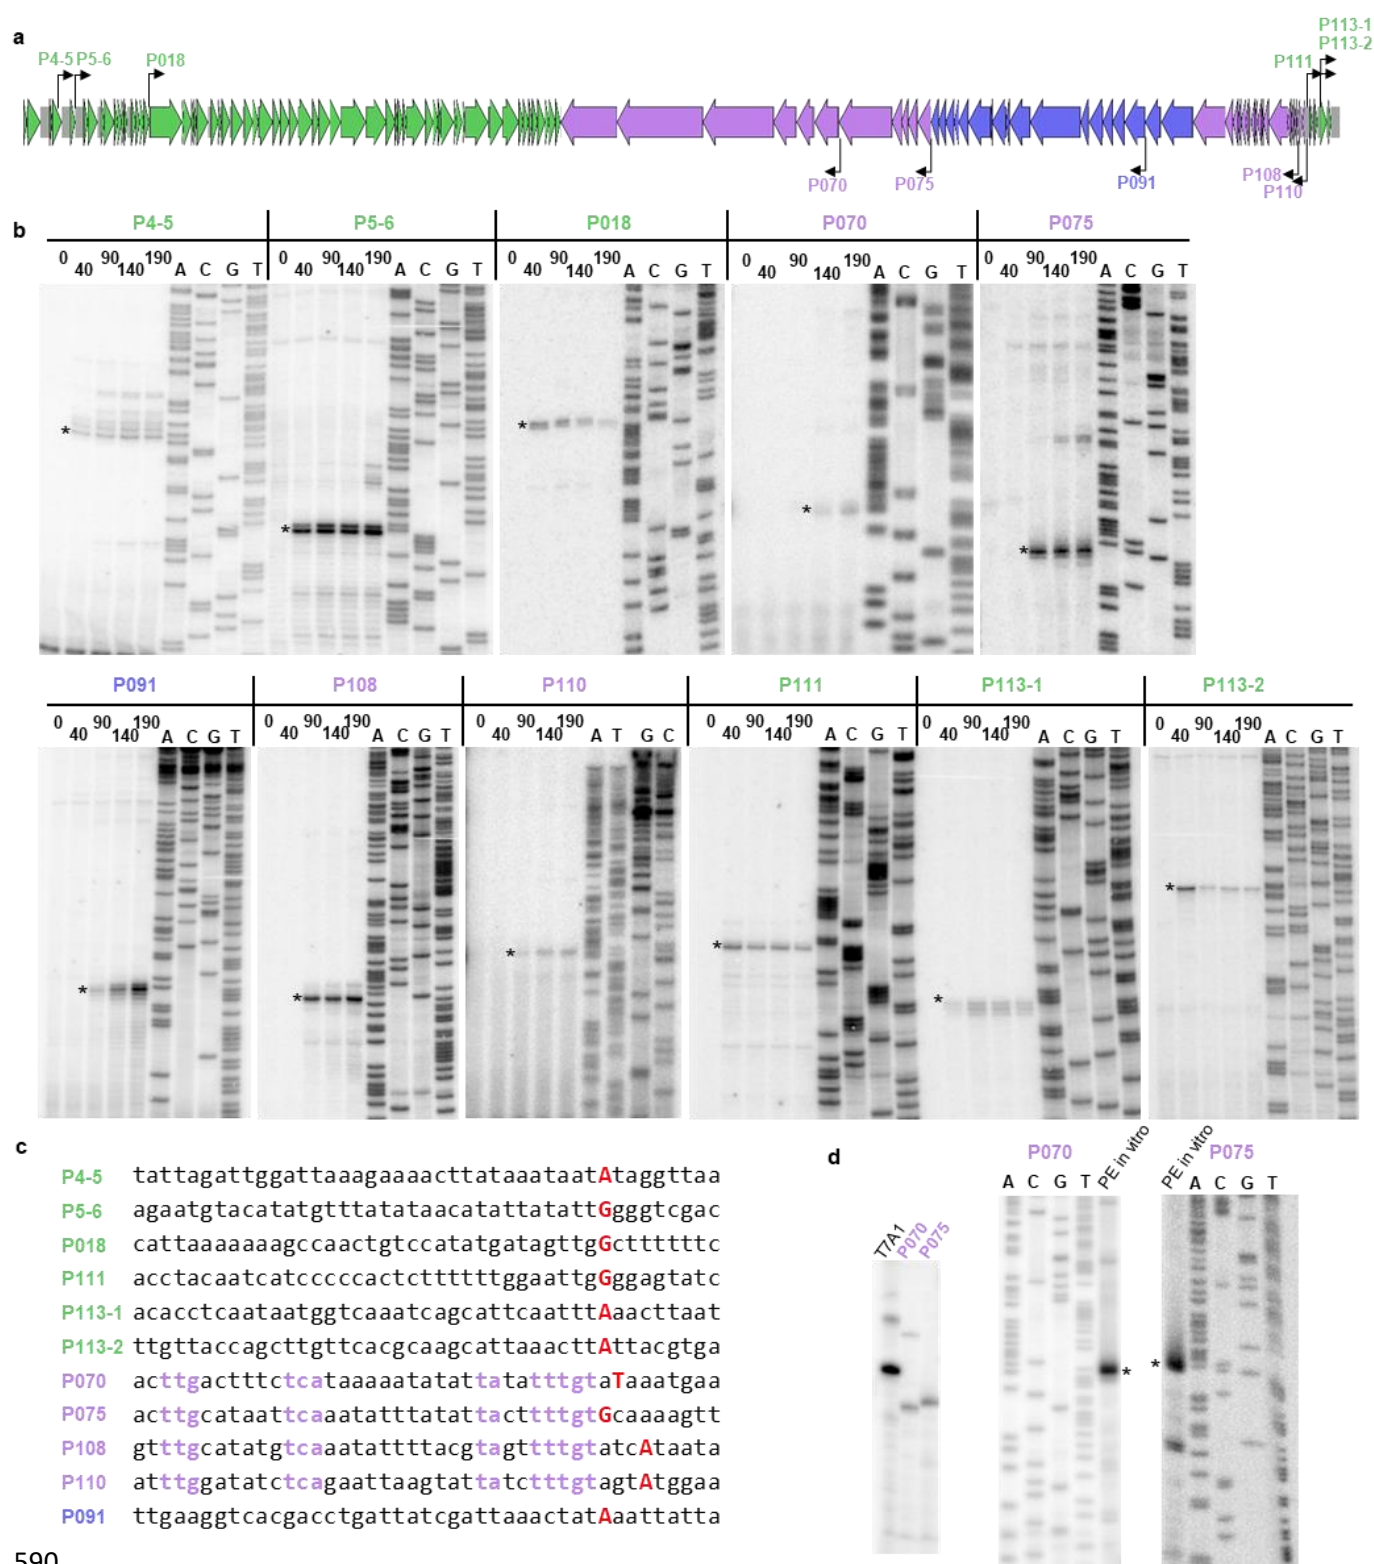 a
P113-1
P113-2
P4-5 P5-6 P018 P111
P070 P075 P091 P108
P110
b
P4-5 P5-6 P018 P070 P075
0 40 90 140 190 A C G T 0 40 90 140 190 A C G T 0 40 90 140 190 A C G T 0 40 90 140 190 A C G T 0 40 90 140 190 A C G T
* * * * *
P091 P108 P110 P111 P113-1 P113-2
0 40 90 140 190 A C G T 0 40 90 140 190 A C G T 0 40 90 140 190 A T G C 0 40 90 140 190 A C G T 0 40 90 140 190 A C G T 0 40 90 140 190 A C G T
* * * * * *
c
P4-5 tattagattggattaaagaaaacttataaataatAtaggttaa
P5-6 agaatgtacatatgtttatataacatattatattGgggtcgac
P018 cattaaaaaaagccaactgtccatatgatagttgGcttttttc
P111 acctacaatcatcccccactcttttttggaattgGggagtatc
P113-1 acacctcaataatggtcaaatcagcattcaatttAaacttaat
P113-2 ttgttaccagcttgttcacgcaagcattaaacttAttacgtga
P070 acttgactttctcataaaaatatattatatttgtaTaaatgaa
P075 acttgcataattcaaatatttatattacttttgtGcaaaagtt
P108 gtttgcatatgtcaaatattttacgtagttttgtatcAtaata
P110 atttggatatctcagaattaagtattatctttgtagtAtggaa
P091 ttgaaggtcacgacctgattatcgattaaactatAaattatta
d
T7A1 P070 P075
P070
A C G T PE in vitro
*
P075
PE in vitro A C G T
*
590